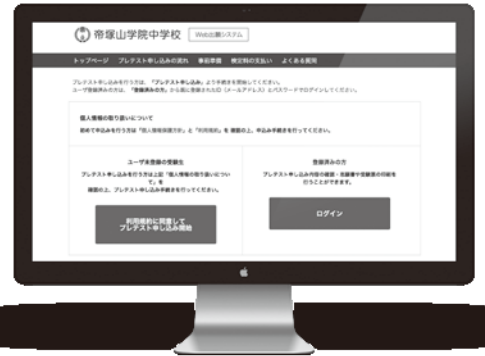 帝塚山学院中学校 Web出願システム
トップページ プレテスト申し込みの流れ 事前準備 検定料の支払い よくある質問
プレテスト申し込みを行う方は、「プレテスト申し込み」より手続きを開始してください。
ユーザ登録済みの方は、「登録済みの方」から先に登録されたID(メールアドレス)とパスワードでログインしてください。
個人情報の取り扱いについて
初めて申込みを行う方は「個人情報保護方針」と「利用規約」を確認の上、申込み手続きを行ってください。
ユーザ未登録の受験生
プレテスト申し込みを行う方は上記「個人情報の取り扱いについ
て」を
確認の上、プレテスト申し込み手続きを行ってください。
利用規約に同意して
プレテスト申し込み開始
登録済みの方
プレテスト申し込み内容の確認・志願書や受験票の印刷を
行うことができます。
ログイン